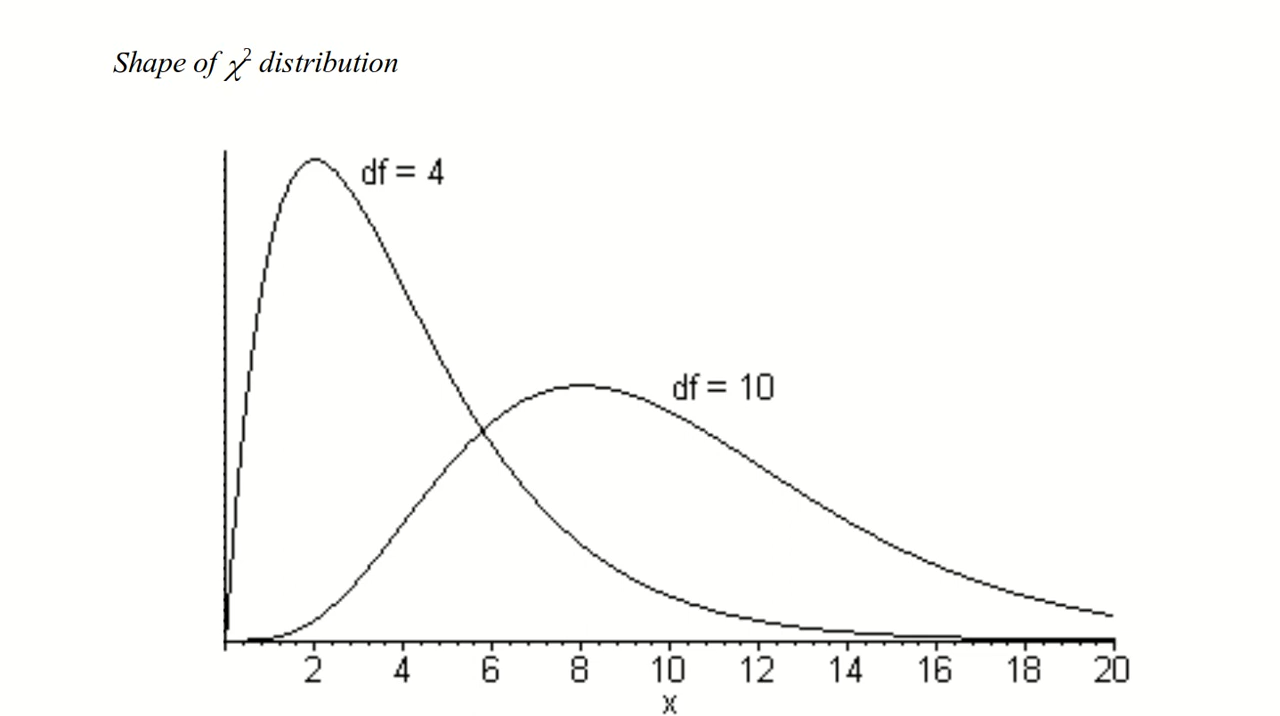 Shape of χ² distribution
df = 4
df = 10
2 4 6 8 10 12 14 16 18 20
x